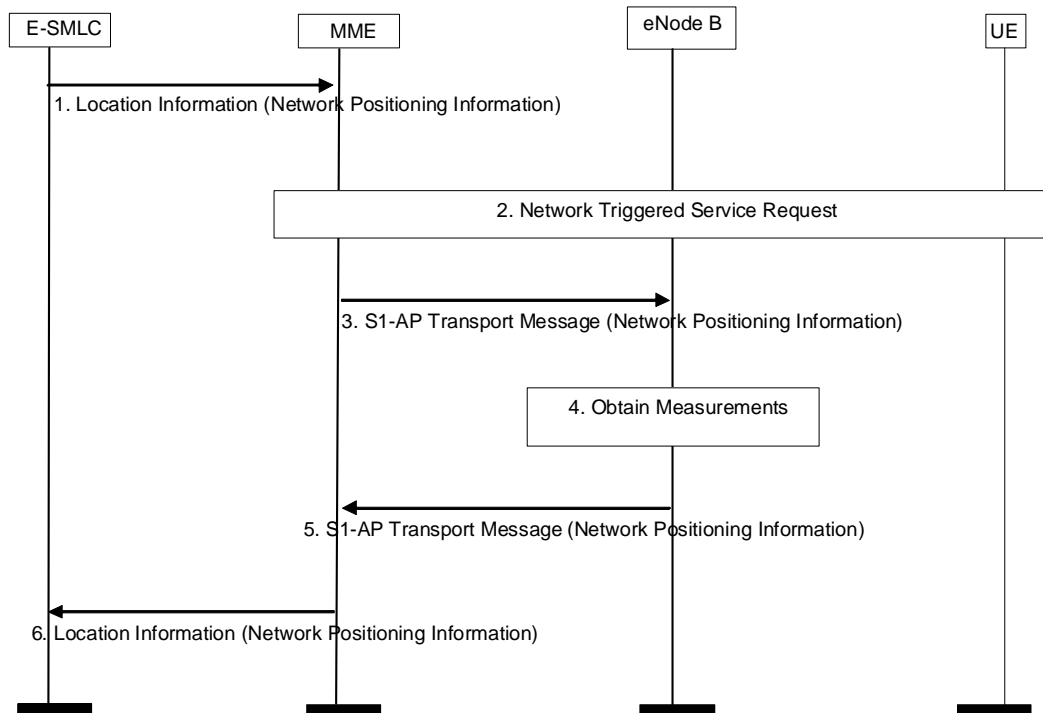 E-SMLC
MME
eNode B
UE
1. Location Information (Network Positioning Information)
2. Network Triggered Service Request
3. S1-AP Transport Message (Network Positioning Information)
4. Obtain Measurements
5. S1-AP Transport Message (Network Positioning Information)
6. Location Information (Network Positioning Information)